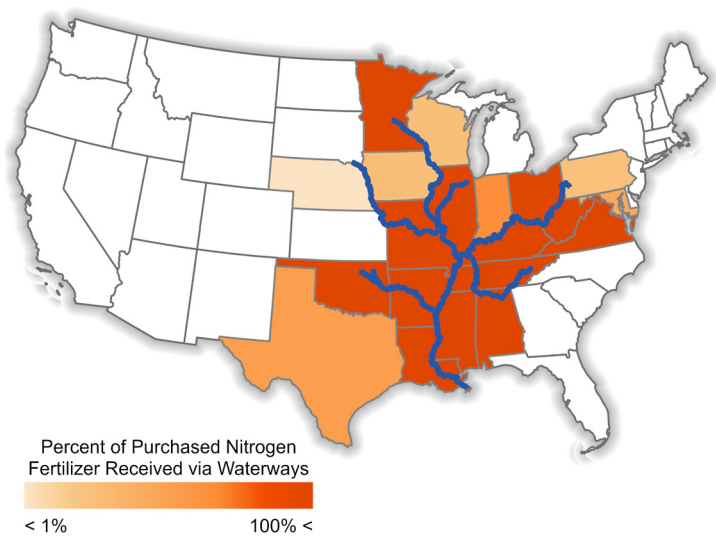 Percent of Purchased Nitrogen
Fertilizer Received via Waterways
< 1%
100% <